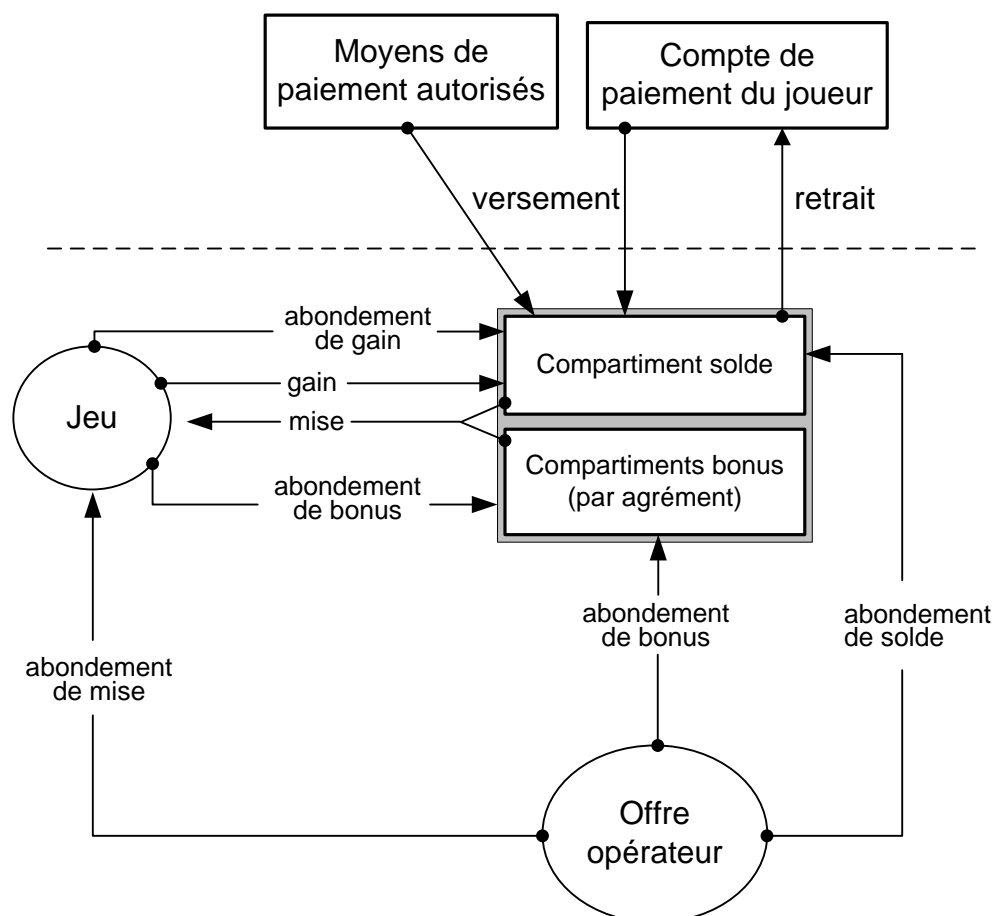 Moyens de
paiement autorisés
Compte de
paiement du joueur
versement
retrait
abondement
de gain
Compartiment solde
gain
Jeu
mise
Compartiments bonus
(par agrément)
abondement
de bonus
abondement
de bonus
abondement
de solde
abondement
de mise
Offre
opérateur